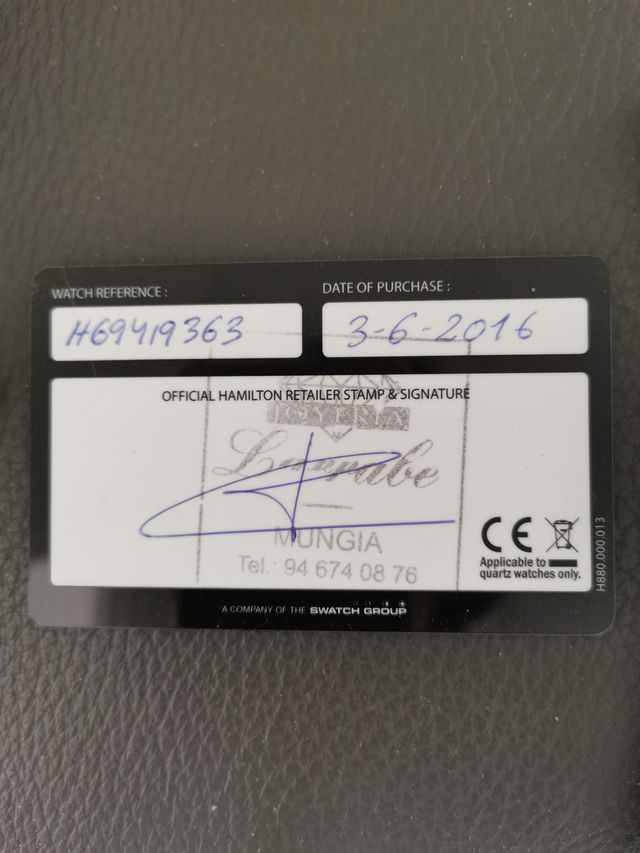 WATCH REFERENCE :
DATE OF PURCHASE :
H69419363
3-6-2016
OFFICIAL HAMILTON RETAILER STAMP & SIGNATURE
JOYERIA
MUNGIA
Tel.: 94 674 08 76
Applicable to
quartz watches only.
H880.000.013
A COMPANY OF THE SWATCH GROUP